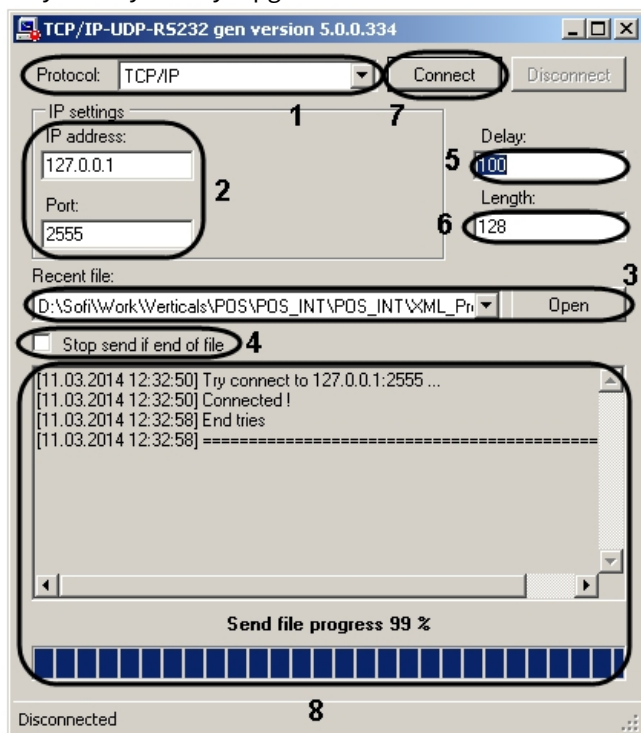 TCP/IP-UDP-RS232 gen version 5.0.0.334
Protocol: TCP/IP Connect Disconnect
1 7
IP settings
IP address:
127.0.0.1
2
Port:
2555
Delay:
5 100
Length:
6 128
Recent file:
3
D:\Sofi\Work\Verticals\POS\POS_INT\POS_INT\XML_Pr Open
Stop send if end of file 4
[11.03.2014 12:32:50] Try connect to 127.0.0.1:2555 ...
[11.03.2014 12:32:50] Connected !
[11.03.2014 12:32:58] End tries
[11.03.2014 12:32:58] ==========================================
Send file progress 99 %
8
Disconnected